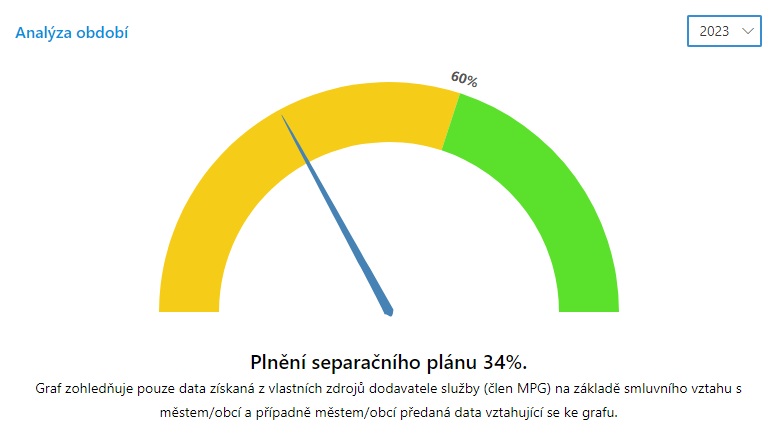 Analýza období
2023
60%
Plnění separačního plánu 34%.
Graf zohledňuje pouze data získaná z vlastních zdrojů dodavatele služby (člen MPG) na základě smluvního vztahu s
městem/obcí a případně městem/obcí předaná data vztahující se ke grafu.